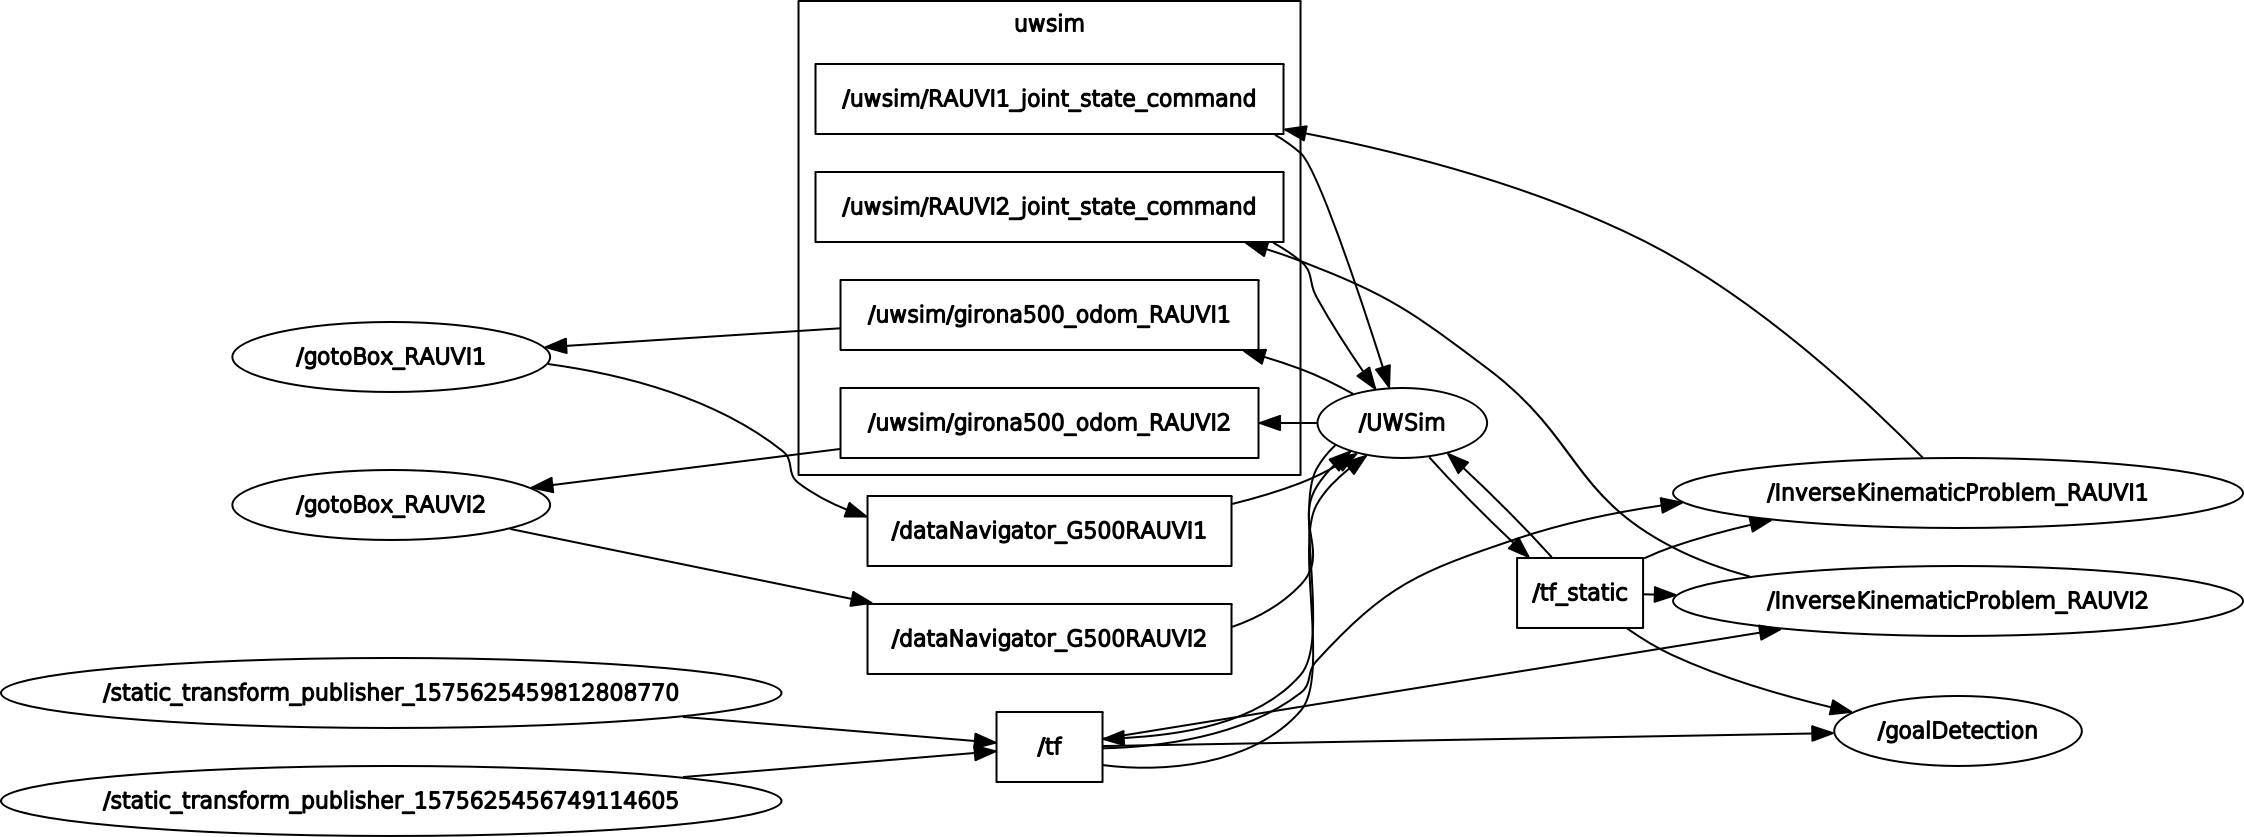 uwsim
/uwsim/RAUVI1_joint_state_command
/uwsim/RAUVI2_joint_state_command
/uwsim/girona500_odom_RAUVI1
/gotoBox_RAUVI1
/uwsim/girona500_odom_RAUVI2
/UWSim
/gotoBox_RAUVI2
/InverseKinematicProblem_RAUVI1
/dataNavigator_G500RAUVI1
/tf_static
/InverseKinematicProblem_RAUVI2
/dataNavigator_G500RAUVI2
/static_transform_publisher_1575625459812808770
/goalDetection
/tf
/static_transform_publisher_1575625456749114605